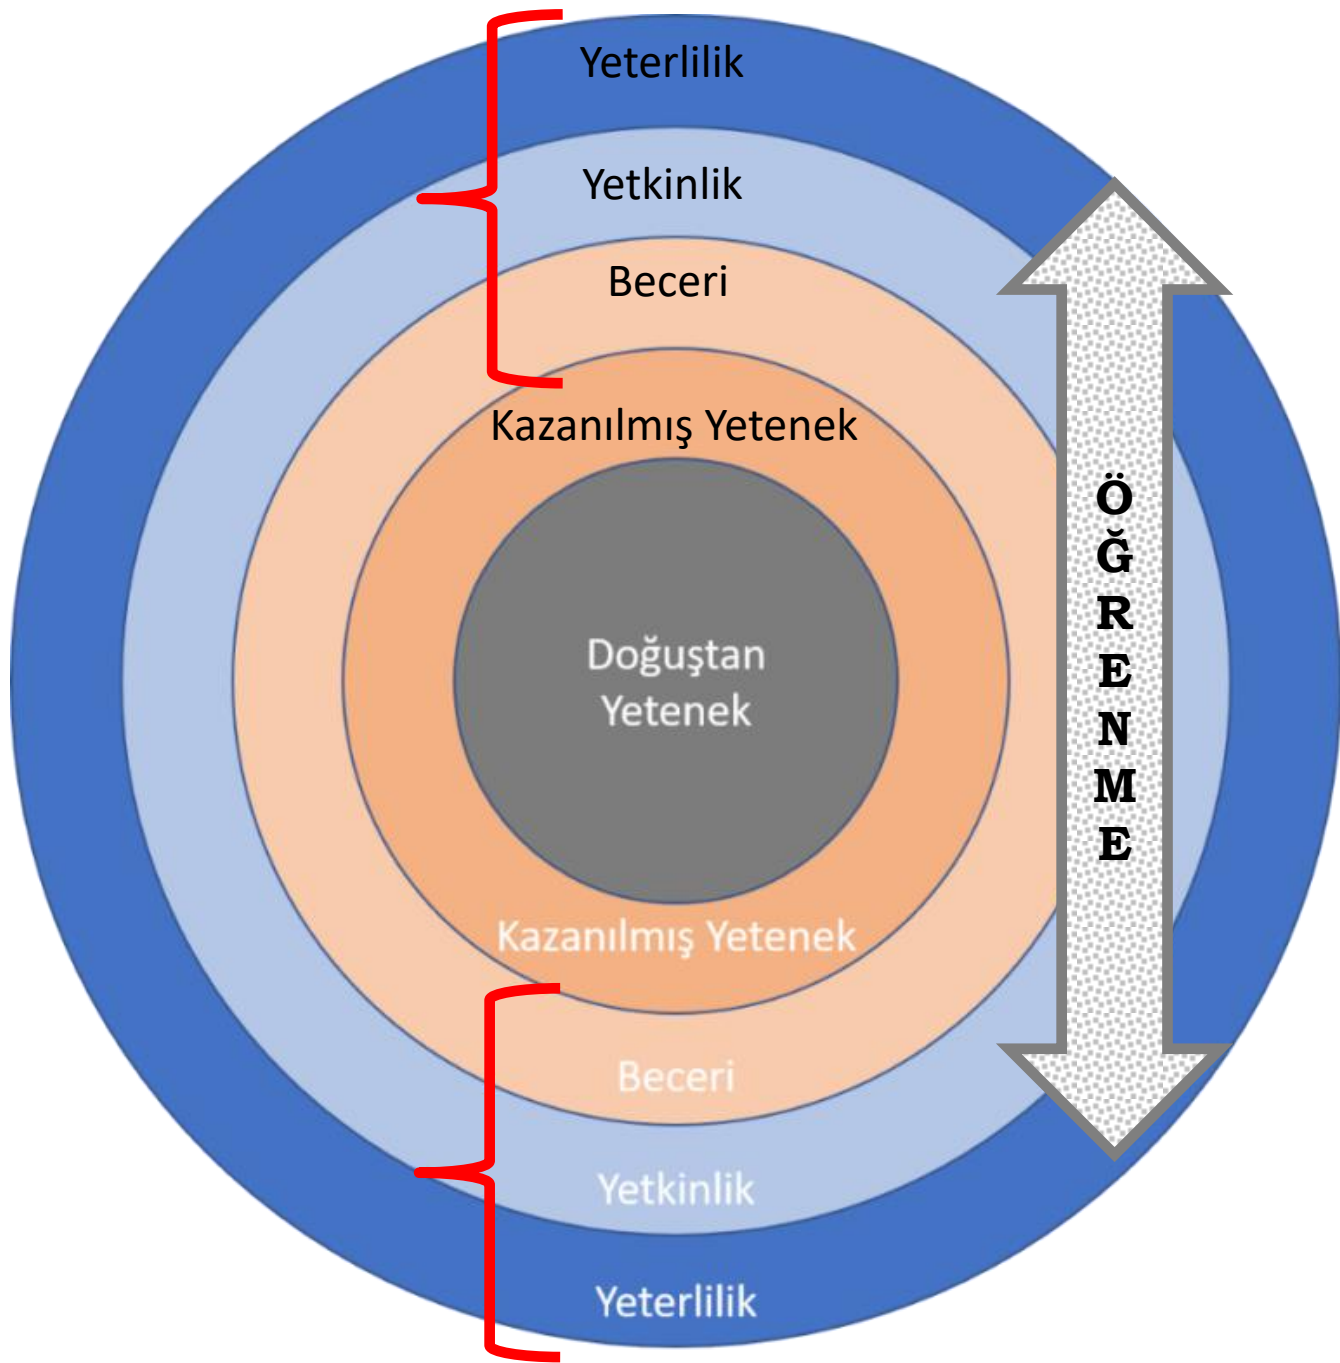 Yeterlilik
Yetkinlik
Beceri
Kazanılmış Yetenek
Doğuştan
Yetenek
Kazanılmış Yetenek
Beceri
Yetkinlik
Yeterlilik
Ö
Ğ
R
E
N
M
E